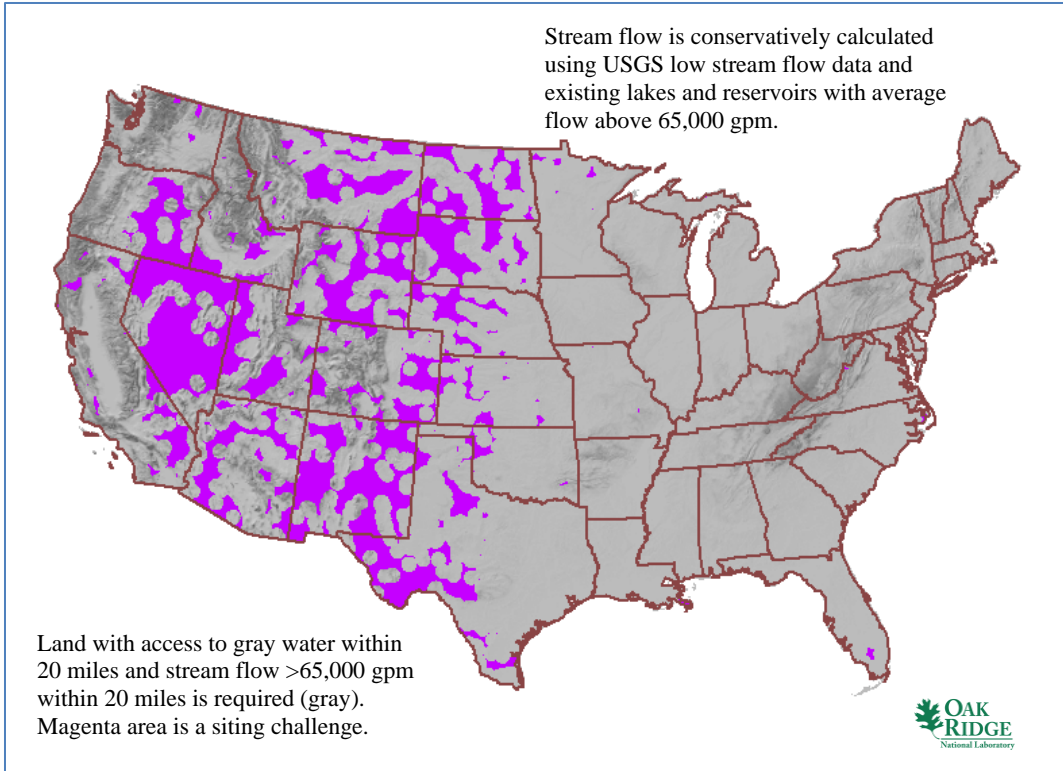 Stream flow is conservatively calculated
using USGS low stream flow data and
existing lakes and reservoirs with average
flow above 65,000 gpm.
Land with access to gray water within
20 miles and stream flow >65,000 gpm
within 20 miles is required (gray).
Magenta area is a siting challenge.
OAK
RIDGE
National Laboratory